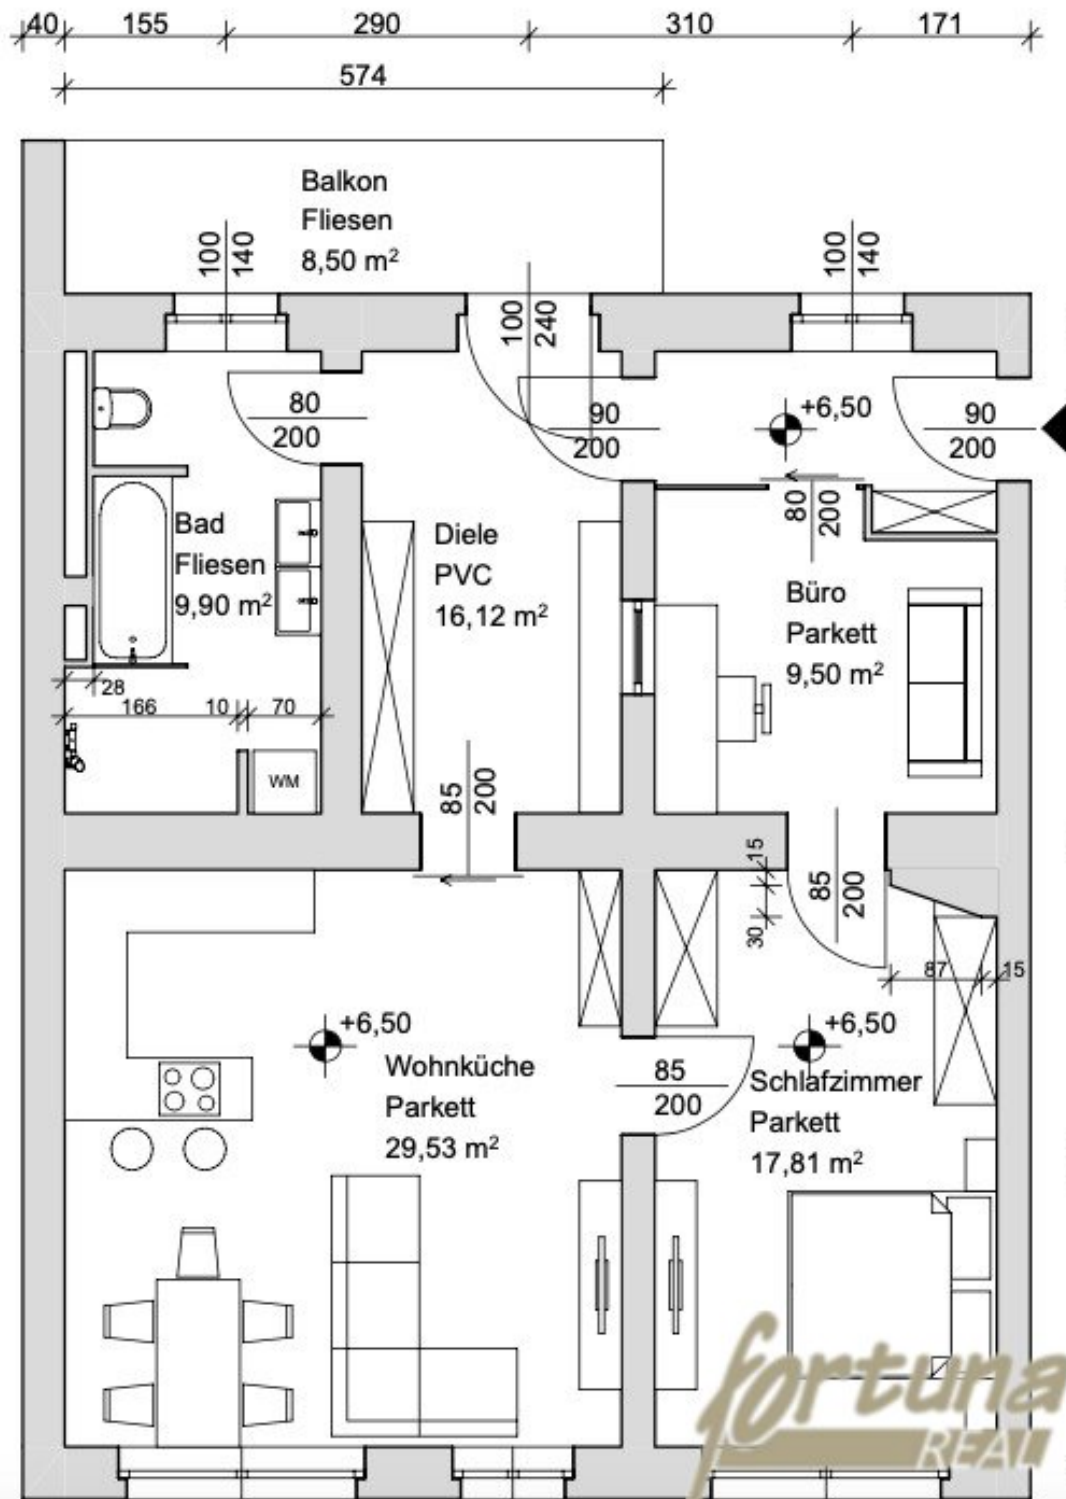 40 155 290 310 171
574
Balkon
Fliesen
8,50 m²
100
140
100
140
100
240
80
200
90
200
+6,50
90
200
80
200
Bad
Fliesen
9,90 m²
Diele
PVC
16,12 m²
Büro
Parkett
9,50 m²
28
166 10 70
WM
85
200
15
30
85
200
87 15
+6,50
Wohnküche
Parkett
29,53 m²
85
200
+6,50
Schlafzimmer
Parkett
17,81 m²
fortuna
REAL